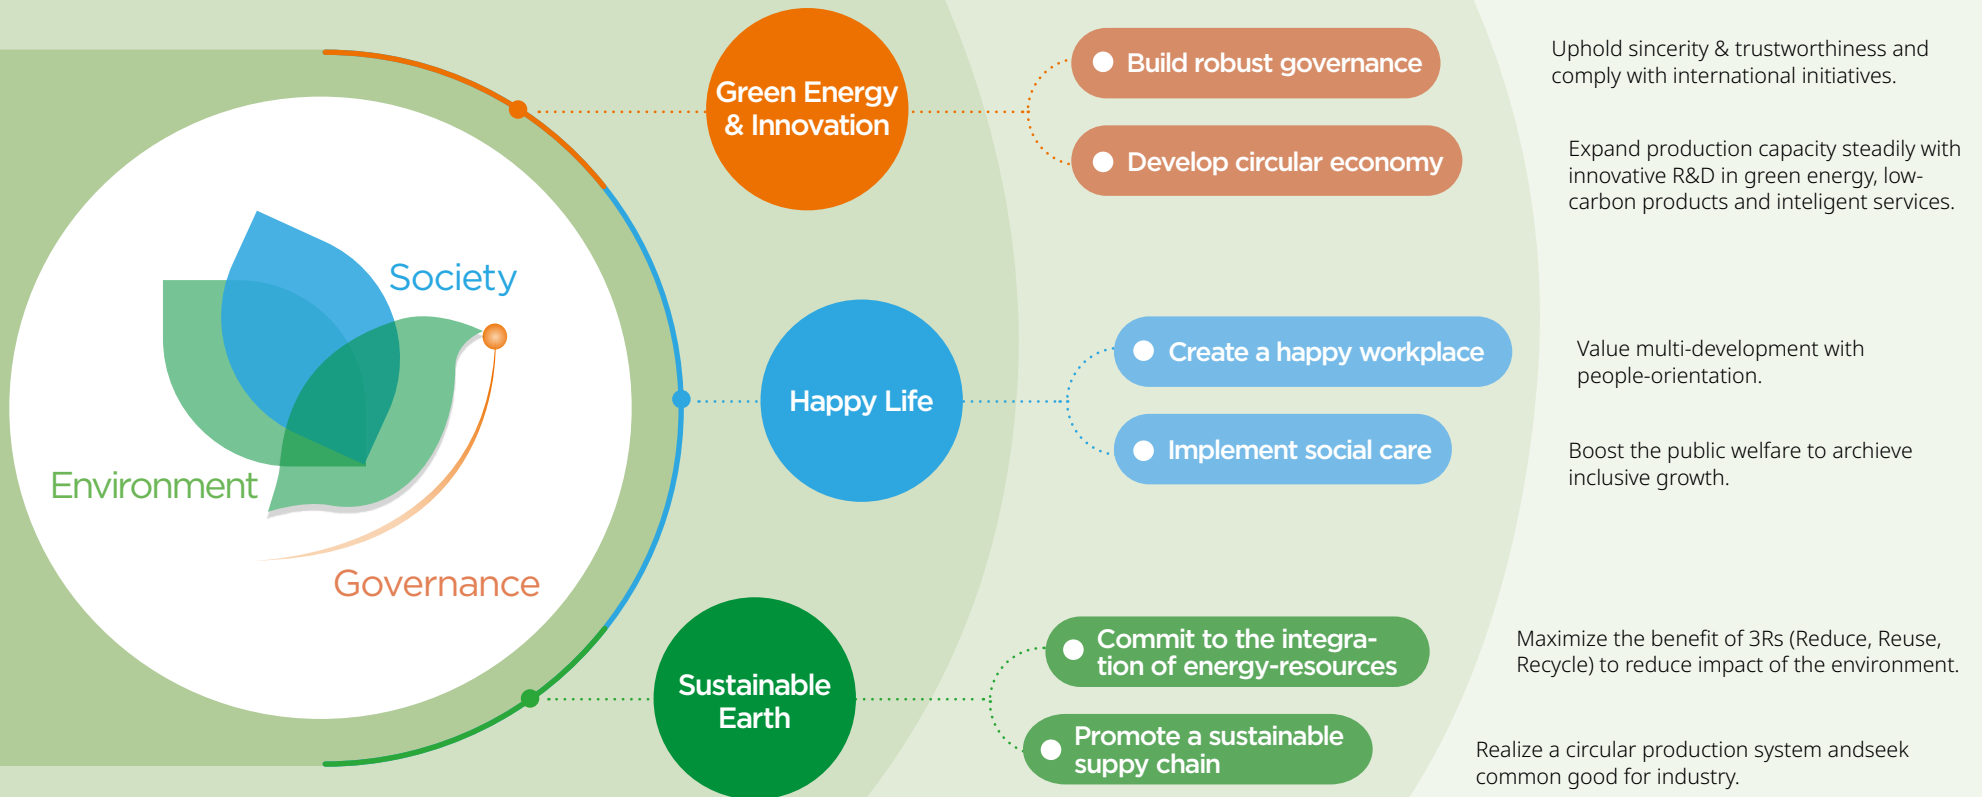 Society
Environment
Governance
Green Energy
& Innovation
Build robust governance
Uphold sincerity & trustworthiness and
comply with international initiatives.
Develop circular economy
Expand production capacity steadily with
innovative R&D in green energy, low-
carbon products and inteligent services.
Happy Life
Create a happy workplace
Value multi-development with
people-orientation.
Implement social care
Boost the public welfare to archieve
inclusive growth.
Sustainable
Earth
Commit to the integra-
tion of energy-resources
Maximize the benefit of 3Rs (Reduce, Reuse,
Recycle) to reduce impact of the environment.
Promote a sustainable
suppy chain
Realize a circular production system andseek
common good for industry.